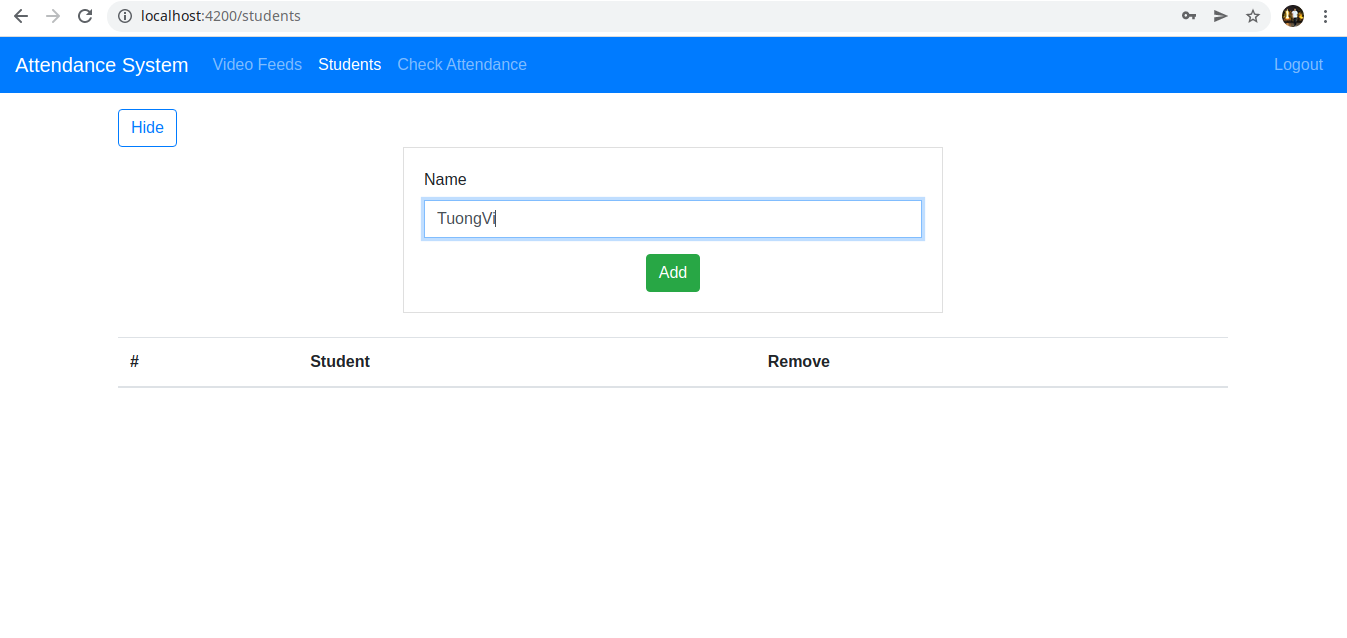 localhost:4200/students
Attendance System Video Feeds Students Check Attendance Logout
Hide
Name
TuongVi
Add
# Student Remove